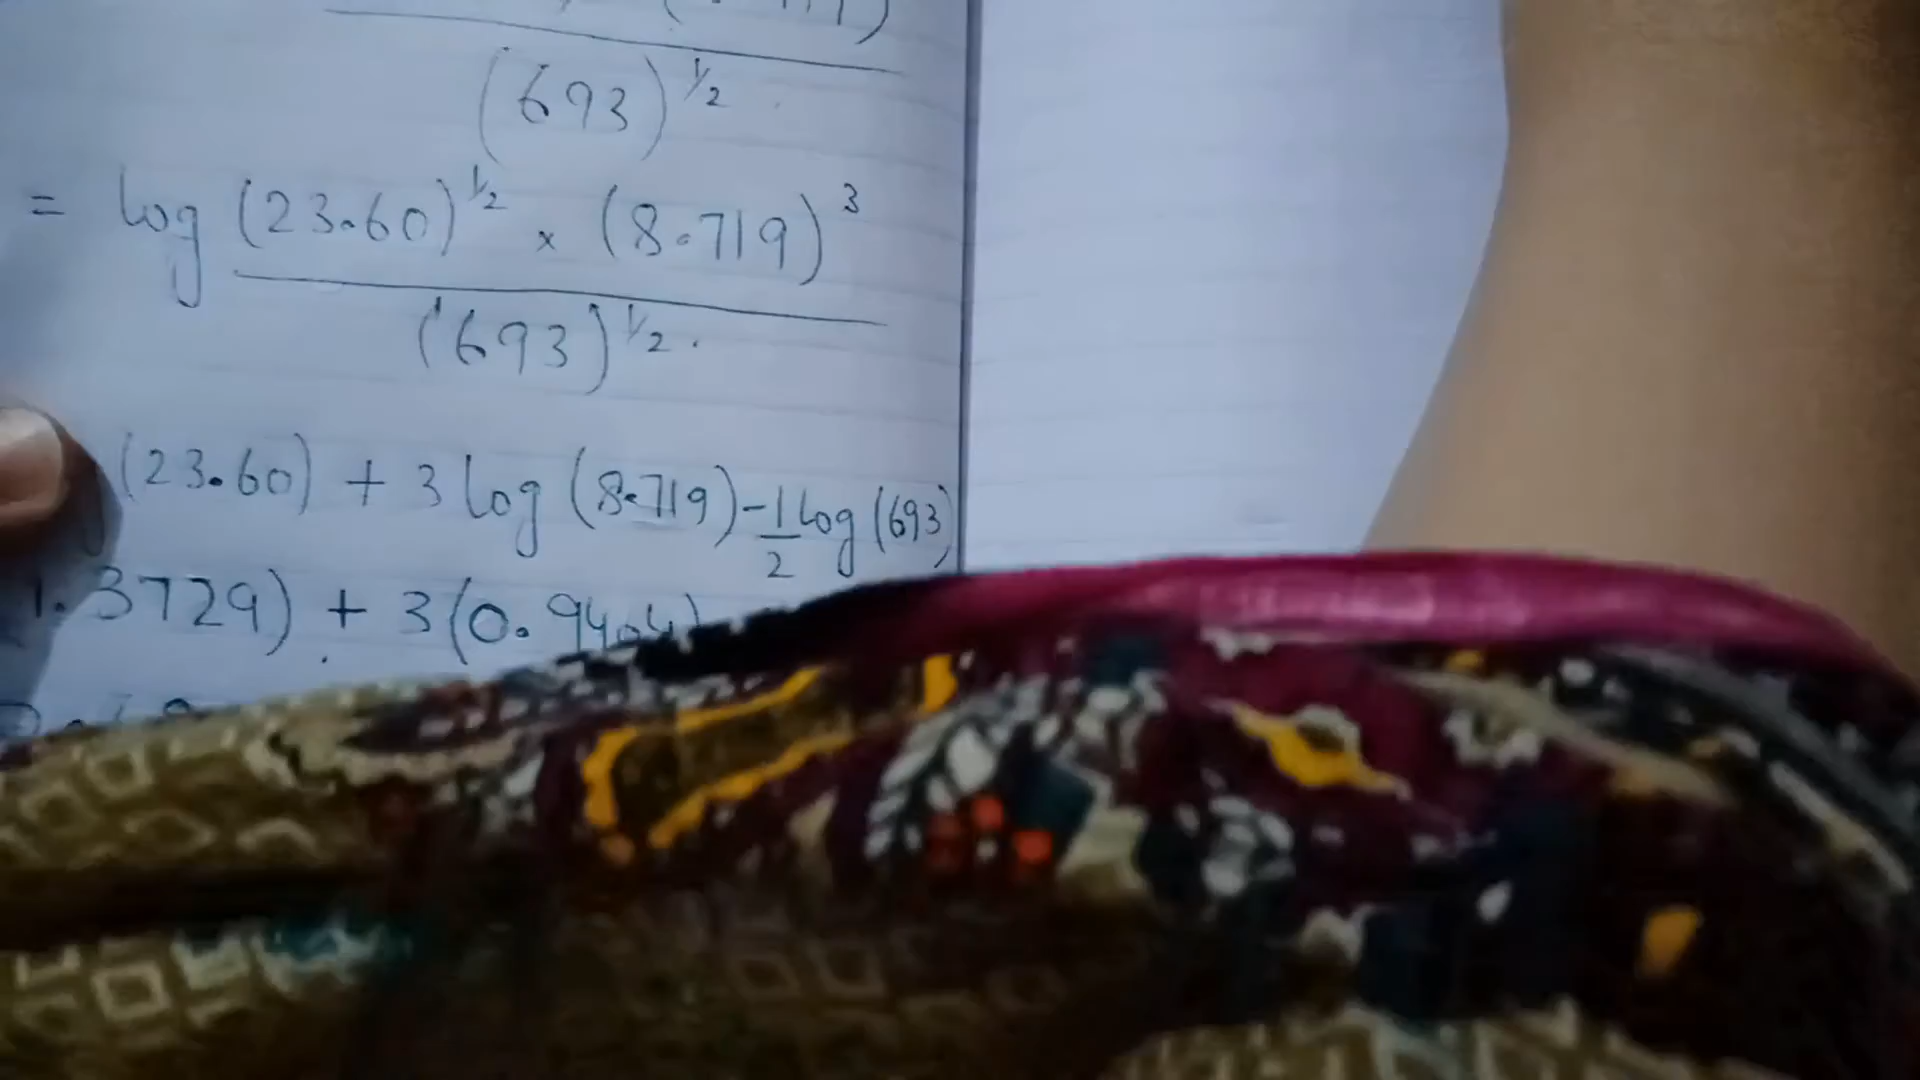 (693)^1/2
= log (23.60)^1/2 × (8.719)^3
(693)^1/2.
(23.60) + 3 log (8.719) - 1/2 log (693)
1.3729) + 3(0.9404)